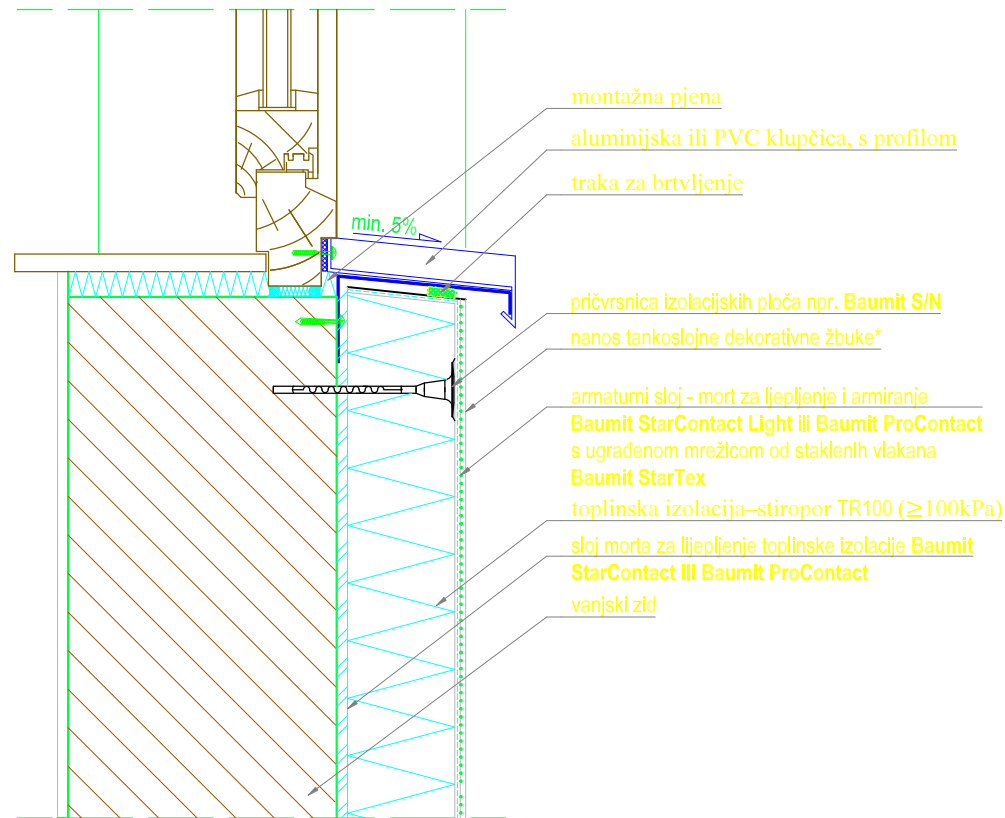 montažna pjena
aluminijska ili PVC klupčica, s profilom
traka za brtvljenje
min. 5%
pričvrsnica izolacijskih ploča npr. Baumit S/N
nanos tankoslojne dekorativne žbuke*
armaturni sloj - mort za ljepljenje i armiranje
Baumit StarContact Light ili Baumit ProContact
s ugrađenom mrežicom od staklenih vlakana
Baumit StarTex
toplinska izolacija–stiropor TR100 (≥100kPa)
sloj morta za lijepljenje toplinske izolacije Baumit
StarContact ili Baumit ProContact
vanjski zid